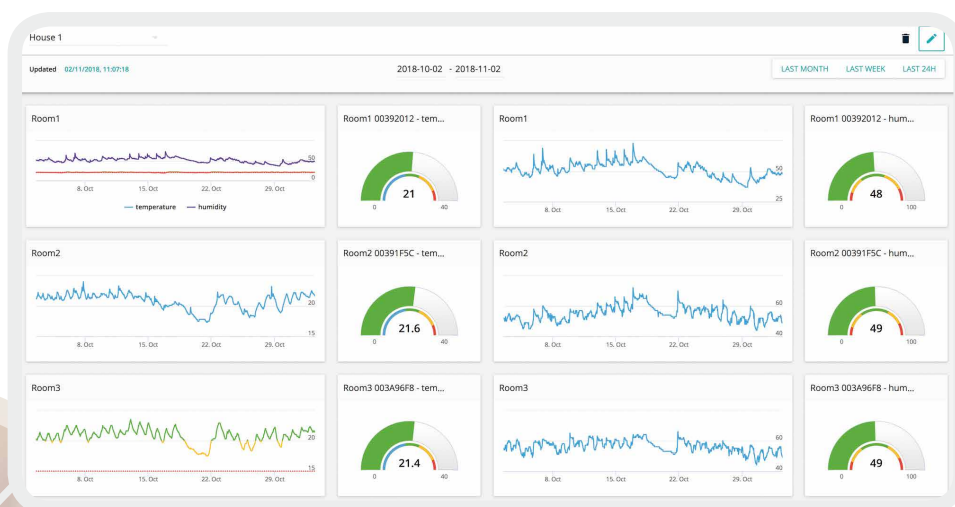 House 1
Updated 02/11/2018, 11:07:18
2018-10-02 - 2018-11-02
LAST MONTH LAST WEEK LAST 24H
Room1
50
0
8. Oct 15. Oct 22. Oct 29. Oct
temperature humidity
Room1 00392012 - tem...
21
0 40
Room1
50
25
8. Oct 15. Oct 22. Oct 29. Oct
Room1 00392012 - hum...
48
0 100
Room2
20
15
8. Oct 15. Oct 22. Oct 29. Oct
Room2 00391F5C - tem...
21.6
0 40
Room2
60
40
8. Oct 15. Oct 22. Oct 29. Oct
Room2 00391F5C - hum...
49
0 100
Room3
20
15
8. Oct 15. Oct 22. Oct 29. Oct
Room3 003A96F8 - tem...
21.4
0 40
Room3
60
40
8. Oct 15. Oct 22. Oct 29. Oct
Room3 003A96F8 - hum...
49
0 100